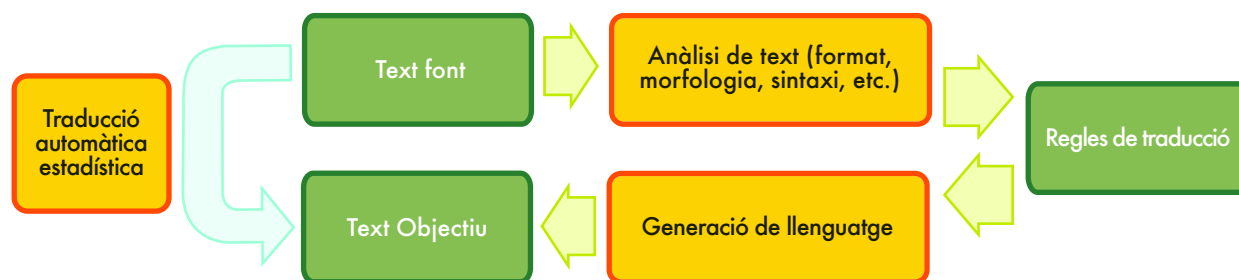 Text font
Anàlisi de text (format,
morfologia, sintaxi, etc.)
Traducció
automàtica
estadística
Regles de traducció
Text Objectiu
Generació de llenguatge